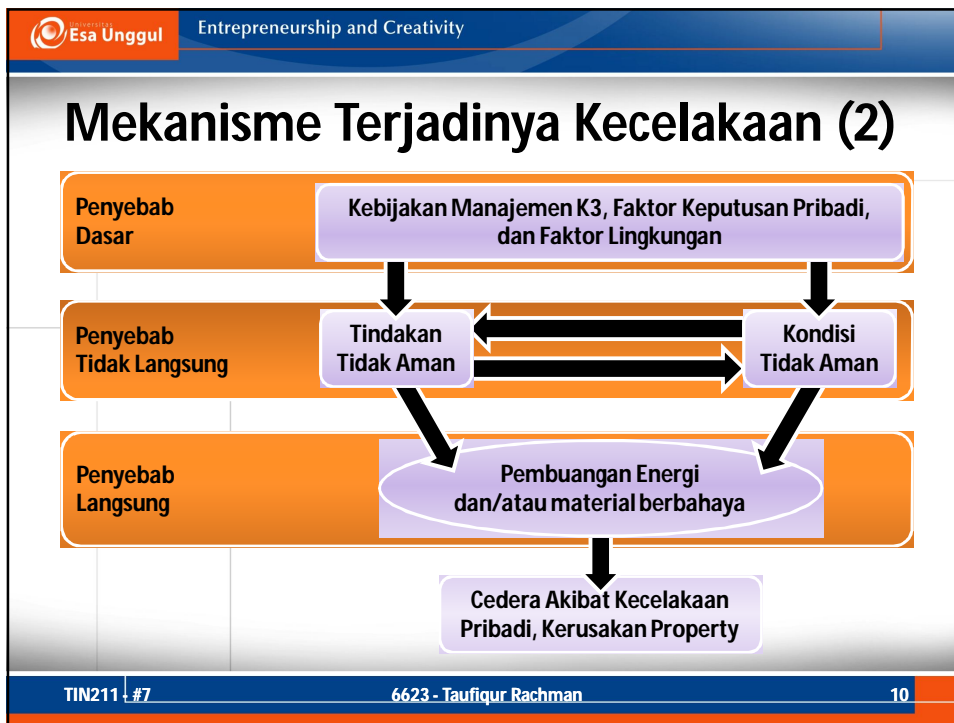 Universitas
Esa Unggul
Entrepreneurship and Creativity
Mekanisme Terjadinya Kecelakaan (2)
Penyebab
Dasar
Kebijakan Manajemen K3, Faktor Keputusan Pribadi,
dan Faktor Lingkungan
Penyebab
Tidak Langsung
Tindakan
Tidak Aman
Kondisi
Tidak Aman
Penyebab
Langsung
Pembuangan Energi
dan/atau material berbahaya
Cedera Akibat Kecelakaan
Pribadi, Kerusakan Property
TIN211 - #7
6623 - Taufiqur Rachman
10